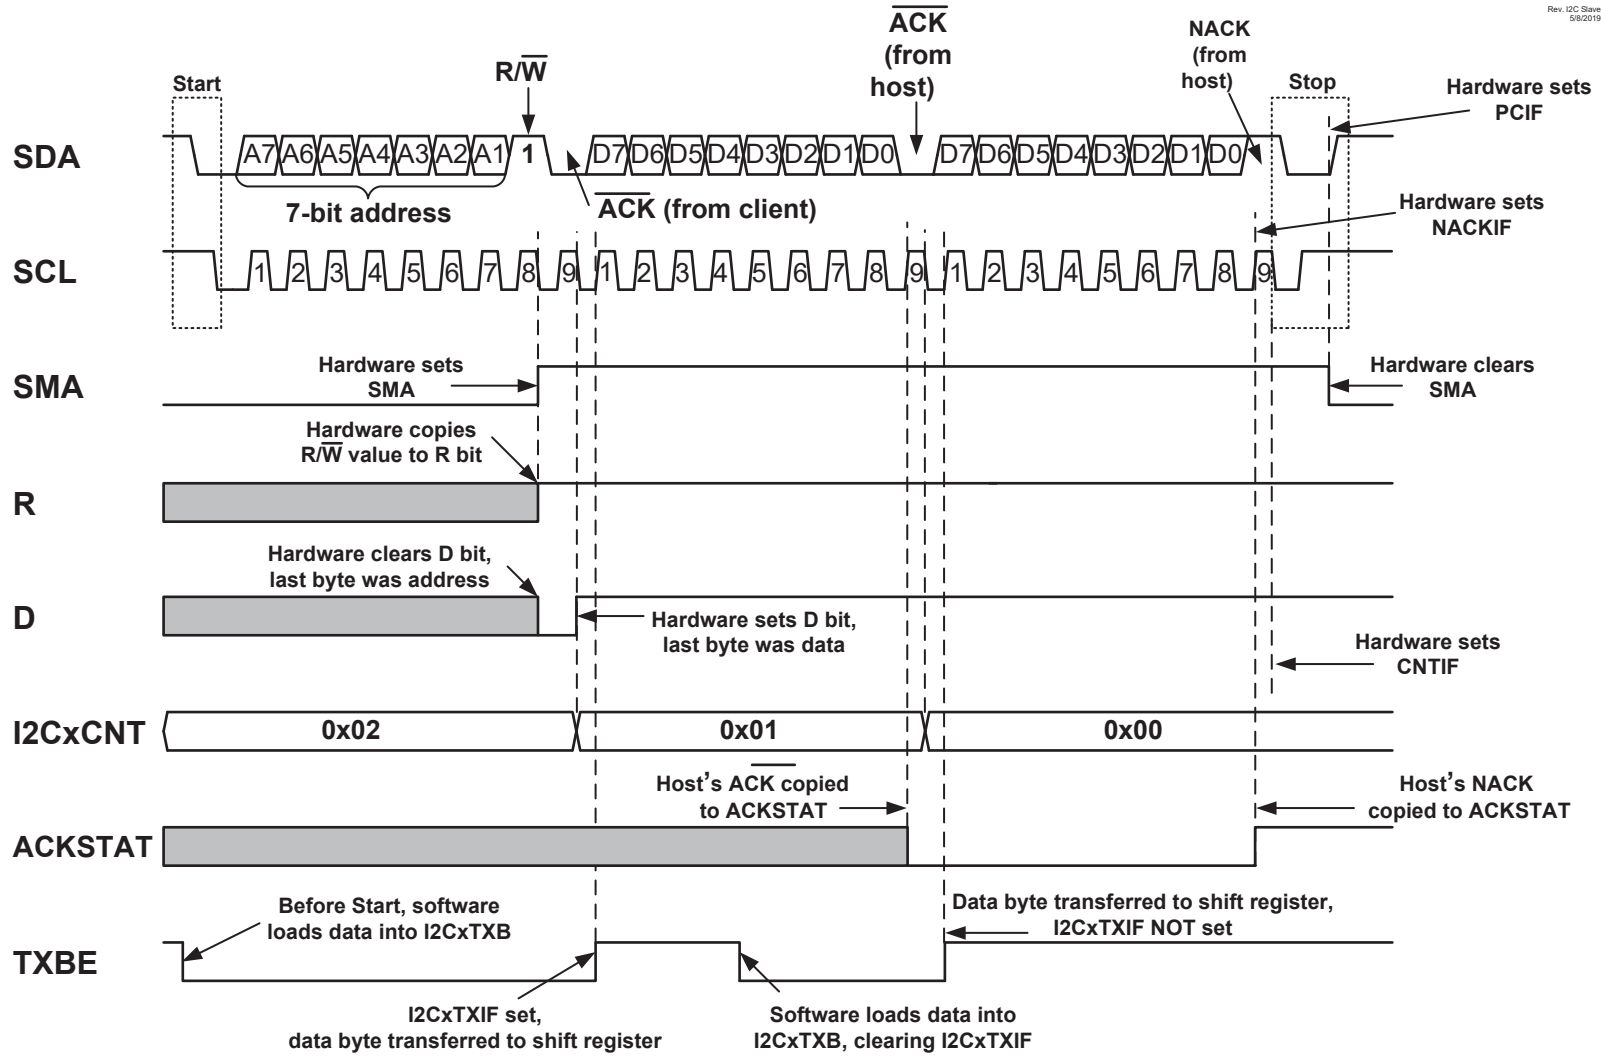 Rev. I2C Slave
5/8/2019
ACK
(from
host)
NACK
(from
host)
R/W
Start
Stop
Hardware sets
PCIF
SDA
A7 A6 A5 A4 A3 A2 A1 1 D7 D6 D5 D4 D3 D2 D1 D0 D7 D6 D5 D4 D3 D2 D1 D0
7-bit address
ACK (from client)
Hardware sets
NACKIF
SCL
1 2 3 4 5 6 7 8 9 1 2 3 4 5 6 7 8 9 1 2 3 4 5 6 7 8 9
SMA
Hardware sets
SMA
Hardware clears
SMA
Hardware copies
R/W value to R bit
R
Hardware clears D bit,
last byte was address
D
Hardware sets D bit,
last byte was data
Hardware sets
CNTIF
I2CxCNT
0x02
0x01
0x00
Host's ACK copied
to ACKSTAT
Host's NACK
copied to ACKSTAT
ACKSTAT
Before Start, software
loads data into I2CxTXB
Data byte transferred to shift register,
I2CxTXIF NOT set
TXBE
I2CxTXIF set,
data byte transferred to shift register
Software loads data into
I2CxTXB, clearing I2CxTXIF